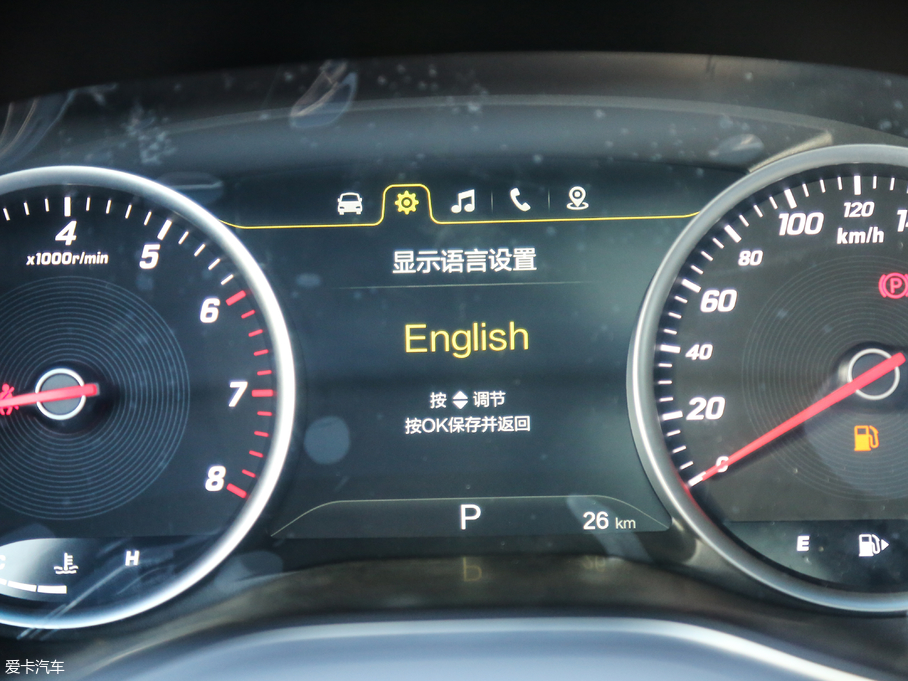 4
x1000r/min
5
6
7
8
C
H
显示语言设置
English
按 调节
按OK保存并返回
P
26 km
100
120
km/h
80
60
40
20
0
P
E
爱卡汽车